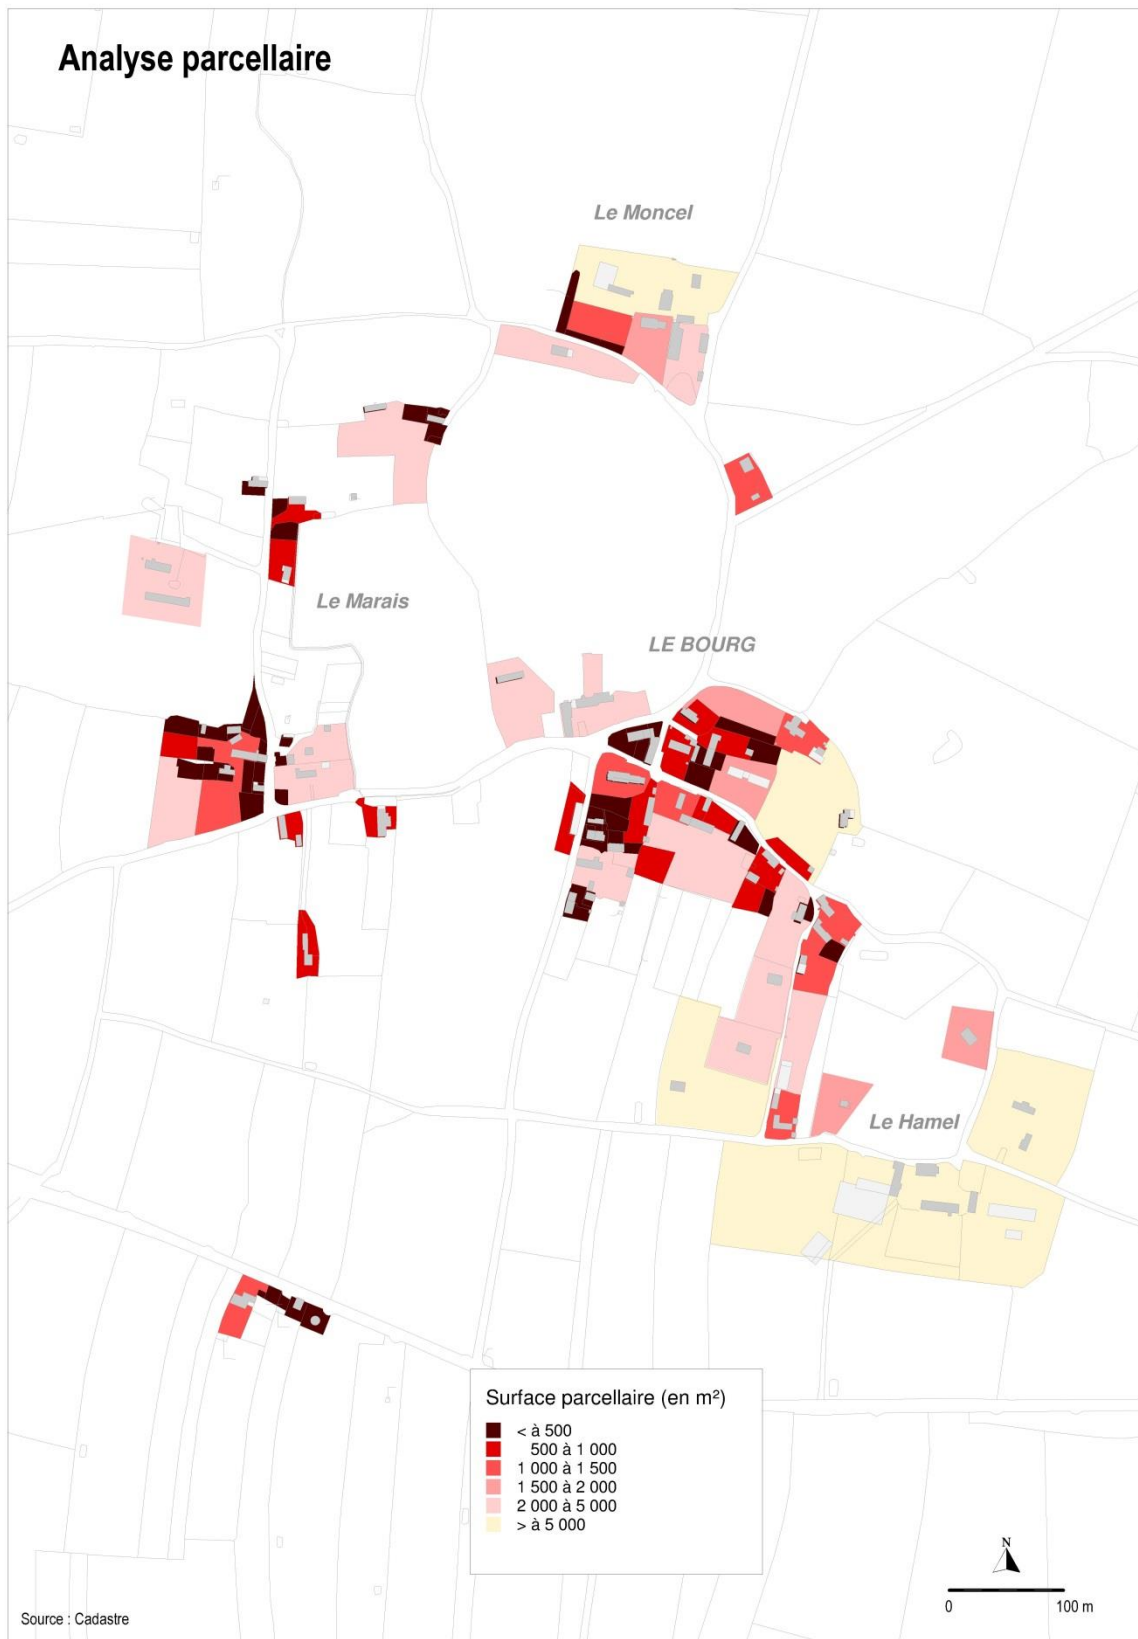 Analyse parcellaire
Le Moncel
Le Marais
LE BOURG
Le Hamel
Surface parcellaire (en m²)
< à 500
500 à 1 000
1 000 à 1 500
1 500 à 2 000
2 000 à 5 000
> à 5 000
N
0 100 m
Source : Cadastre